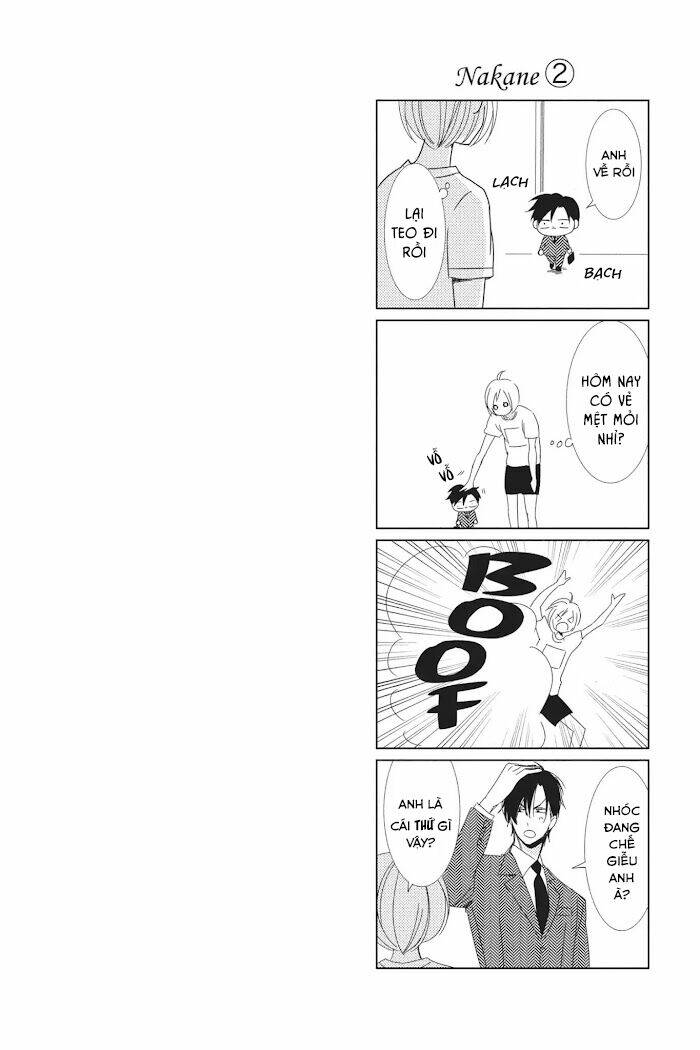 Nakane ②
ANH
VỀ RỒI
LẠCH
BẠCH
LẠI
TEO ĐI
RỒI
HÔM NAY
CÓ VẺ
MỆT MỎI
NHỈ?
VỖ
VỖ
BOOF
NHÓC
ĐANG
CHẾ
GIỄU
ANH
À?
ANH LÀ
CÁI THỨ GÌ
VẬY?